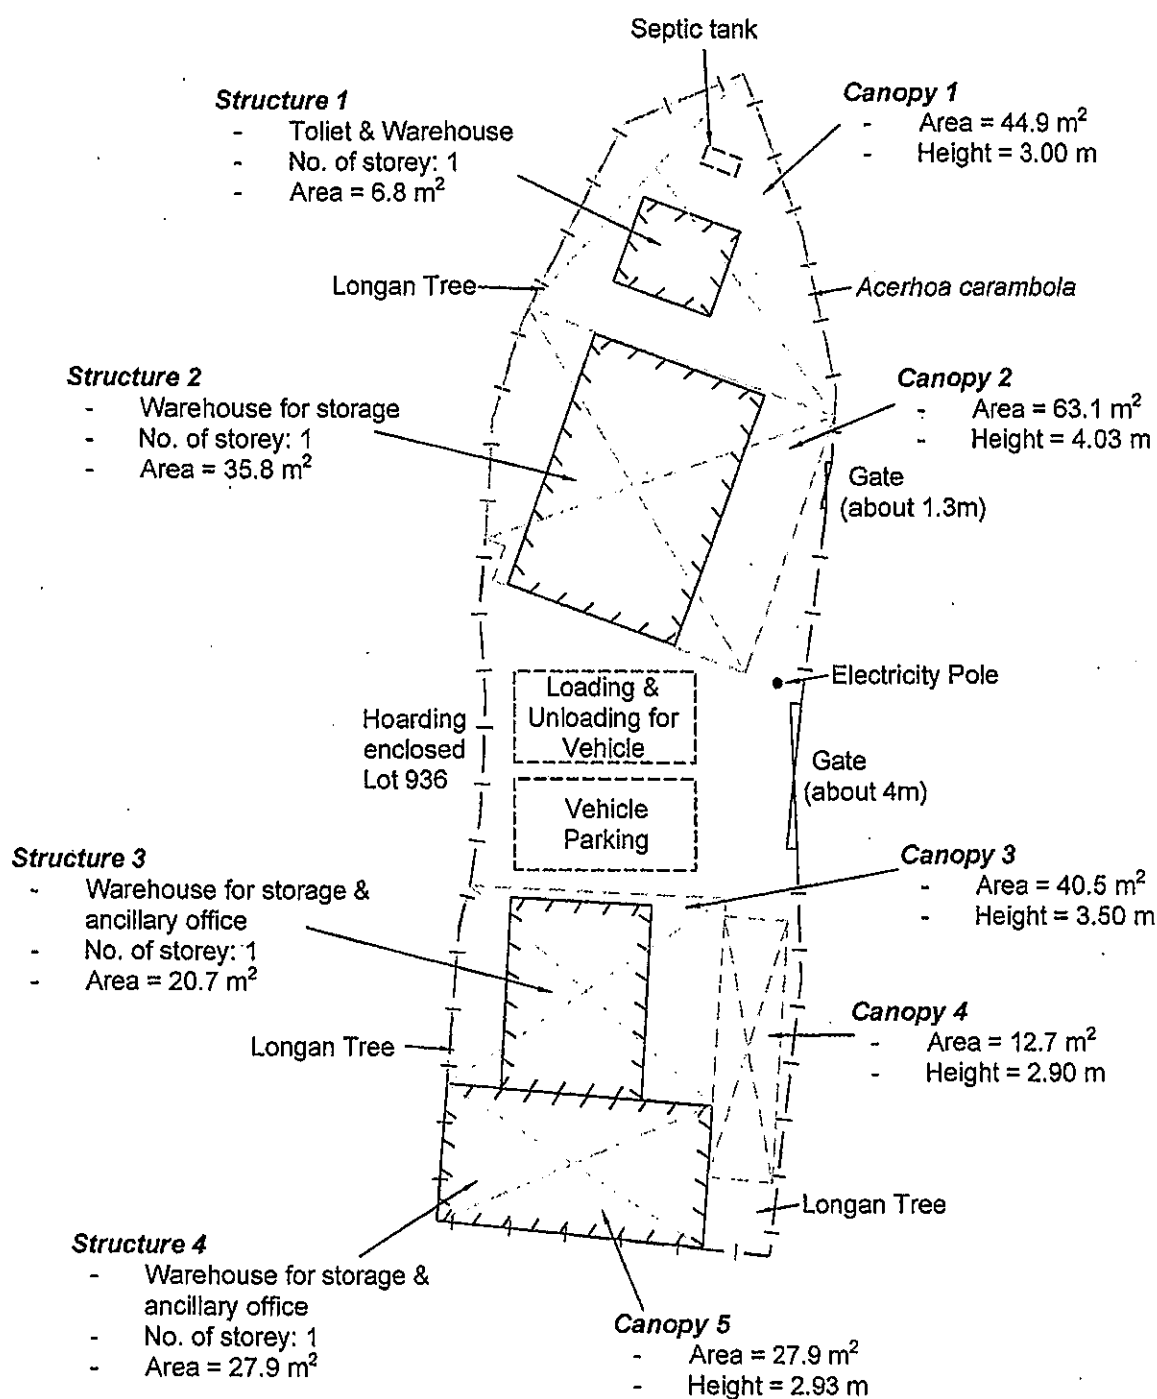 Septic tank
Structure 1
- Toliet & Warehouse
- No. of storey: 1
- Area = 6.8 m²
Canopy 1
- Area = 44.9 m²
- Height = 3.00 m
Longan Tree
Acerhoa carambola
Structure 2
- Warehouse for storage
- No. of storey: 1
- Area = 35.8 m²
Canopy 2
- Area = 63.1 m²
- Height = 4.03 m
Gate
(about 1.3m)
Loading &
Unloading for
Vehicle
Electricity Pole
Hoarding
enclosed
Lot 936
Gate
(about 4m)
Vehicle
Parking
Structure 3
- Warehouse for storage &
ancillary office
- No. of storey: 1
- Area = 20.7 m²
Canopy 3
- Area = 40.5 m²
- Height = 3.50 m
Canopy 4
- Area = 12.7 m²
- Height = 2.90 m
Longan Tree
Longan Tree
Structure 4
- Warehouse for storage &
ancillary office
- No. of storey: 1
- Area = 27.9 m²
Canopy 5
- Area = 27.9 m²
- Height = 2.93 m